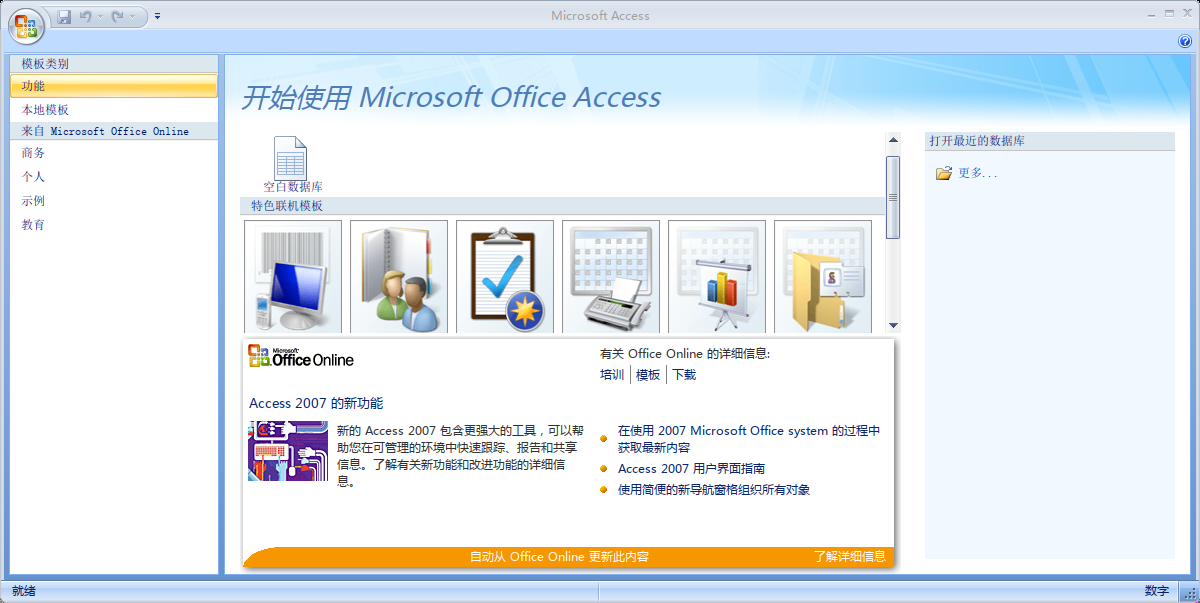 Microsoft Access
模板类别
功能
本地模板
来自 Microsoft Office Online
商务
个人
示例
教育
开始使用 Microsoft Office Access
空白数据库
特色联机模板
Microsoft
Office Online
有关 Office Online 的详细信息:
培训 | 模板 | 下载
Access 2007 的新功能
新的 Access 2007 包含更强大的工具，可以帮
助您在可管理的环境中快速跟踪、报告和共享
信息。了解有关新功能和改进功能的详细信
息。
在使用 2007 Microsoft Office system 的过程中
获取最新内容
Access 2007 用户界面指南
使用简便的新导航窗格组织所有对象
自动从 Office Online 更新此内容
了解详细信息
打开最近的数据库
更多...
就绪
数字